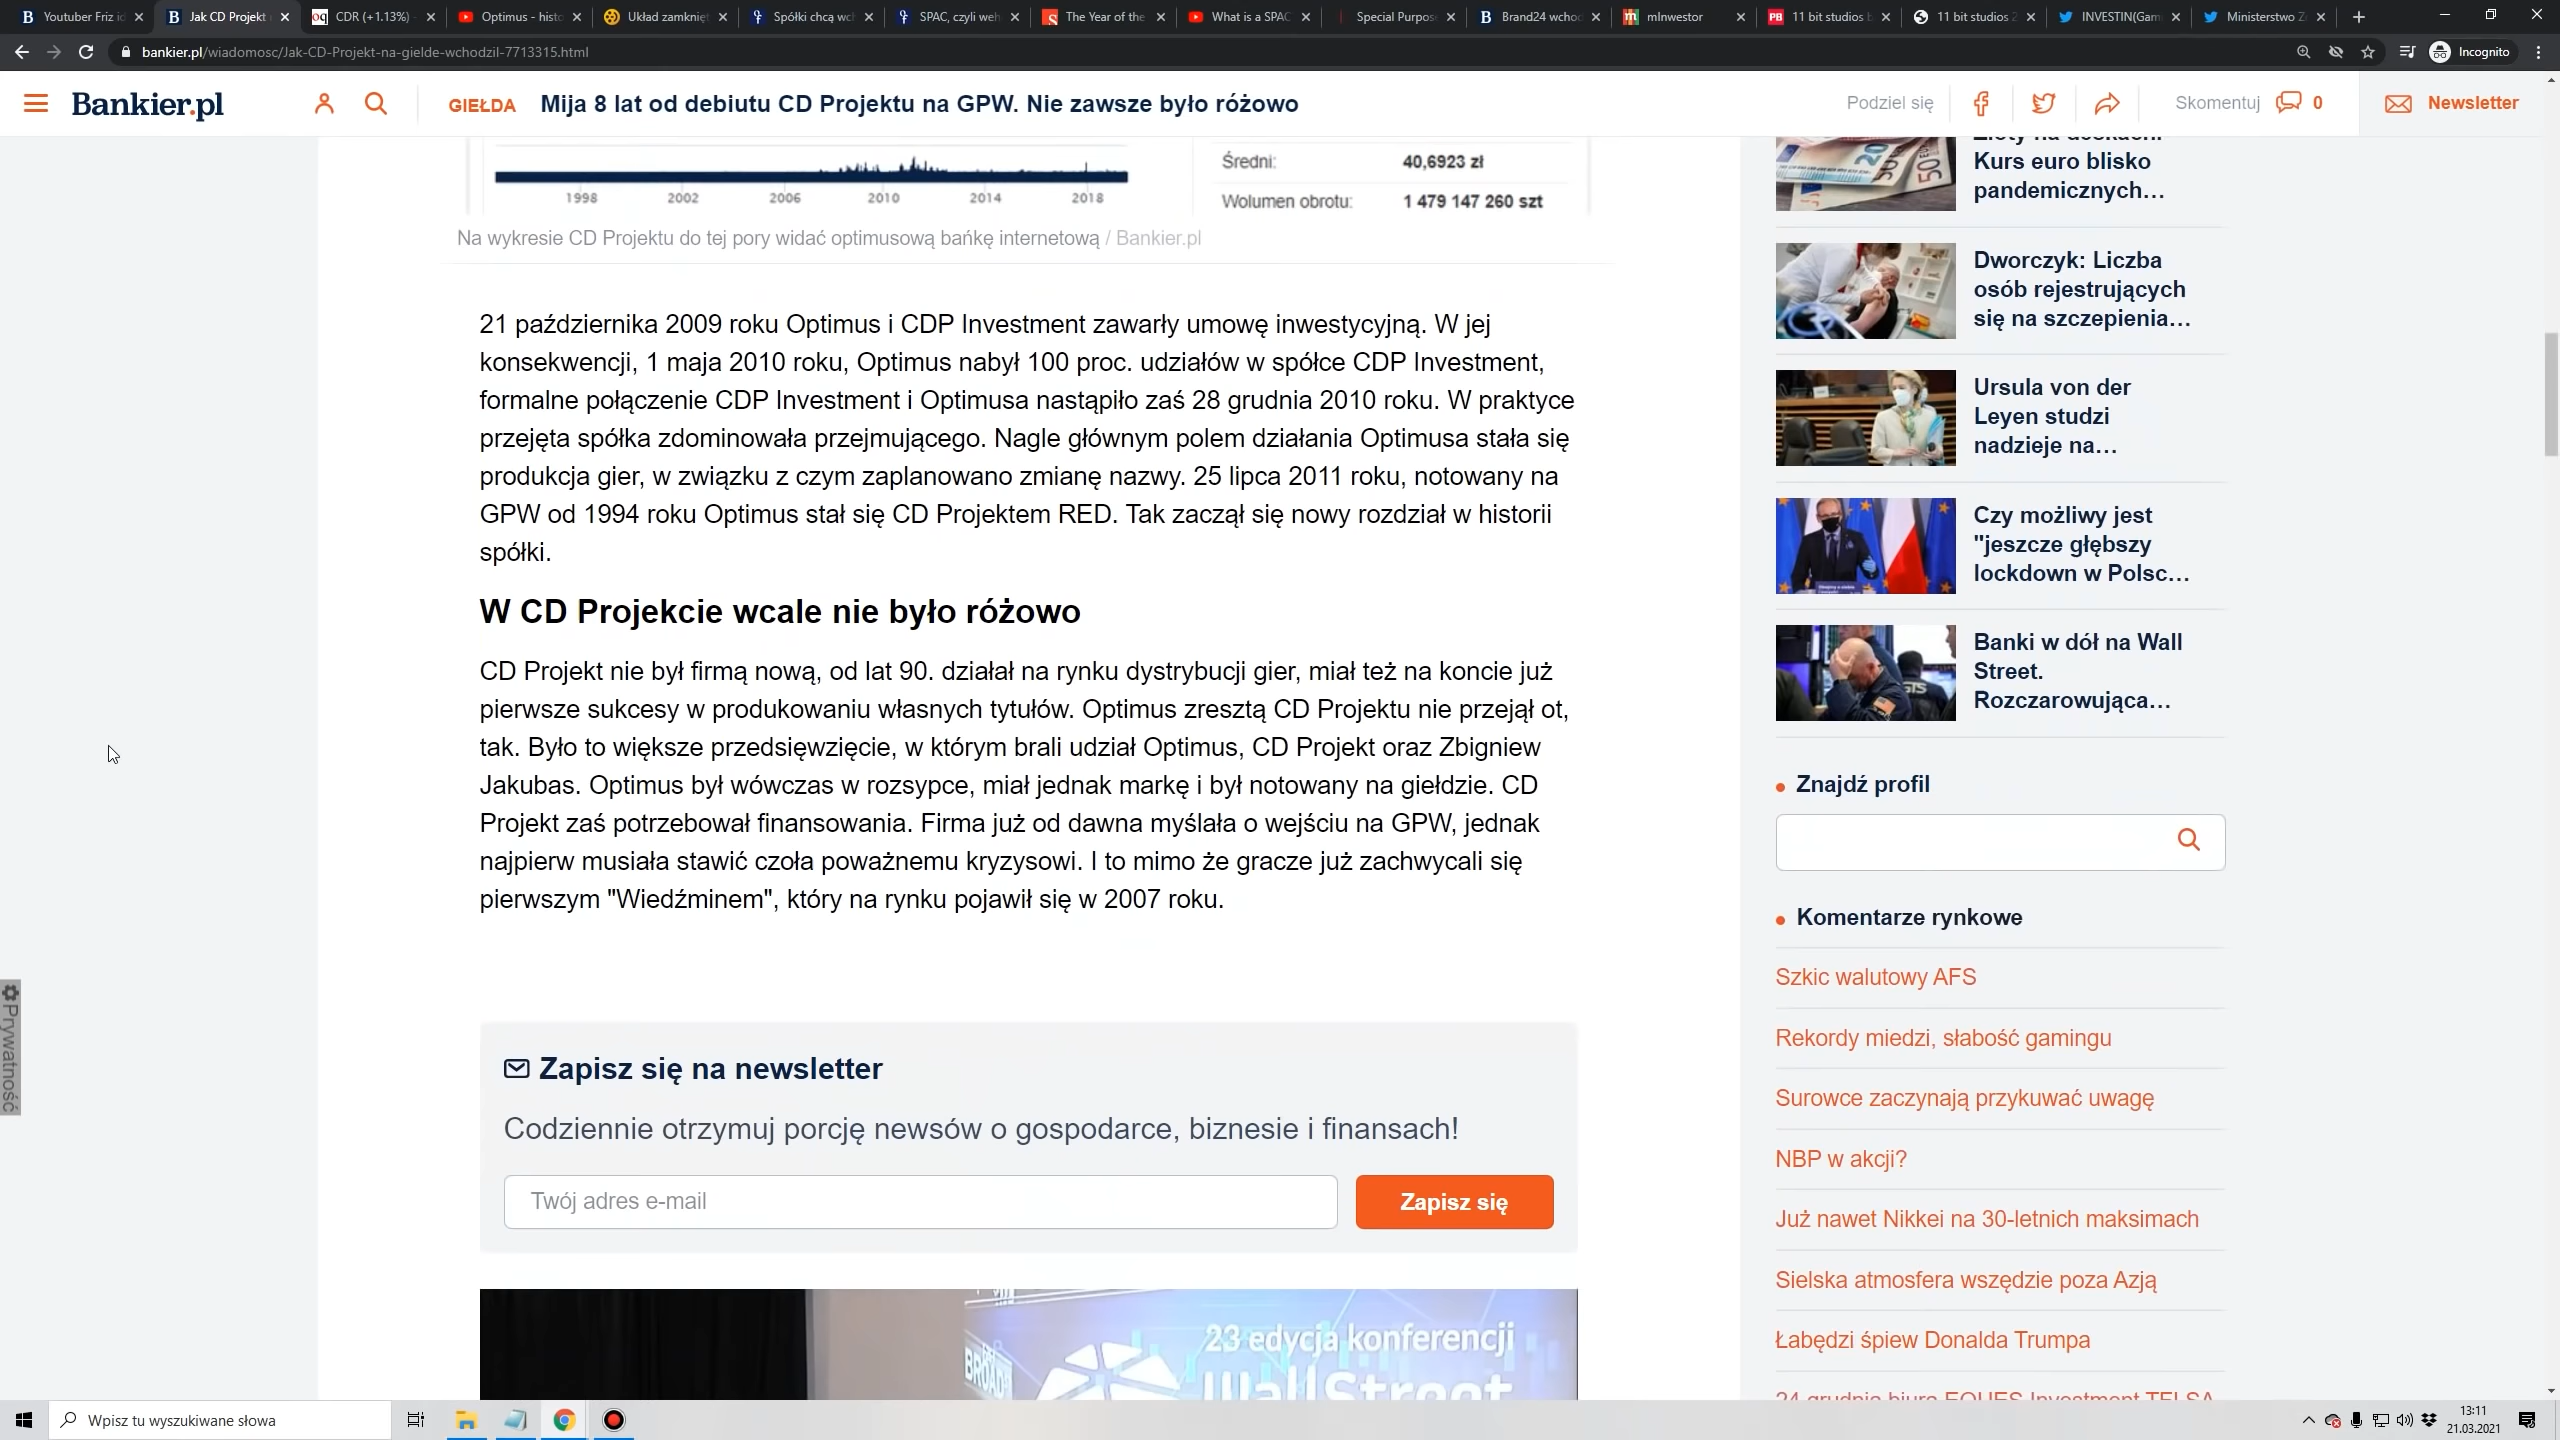 Youtuber Friz id
Jak CD Projekt
CDR (+1.13%)
Optimus - histo
Układ zamknięt
Spółki chcą wch
SPAC, czyli weh
The Year of the
What is a SPAC
Special Purpos
Brand24 wchod
mInwestor
11 bit studios
11 bit studios 2
INVESTIN(Gam
Ministerstwo Z
bankier.pl/wiadomosc/Jak-CD-Projekt-na-gieldzie-wchodzil-7713315.html
Incognito
Bankier.pl
GIEŁDA
Mija 8 lat od debiutu CD Projektu na GPW. Nie zawsze było różowo
Podziel się
Skomentuj
0
Newsletter
1998 2002 2006 2010 2014 2018
Średni: 40,6923 zł
Wolumen obrotu: 1 479 147 260 szt
Na wykresie CD Projektu do tej pory widać optimusową bańkę internetową / Bankier.pl
21 października 2009 roku Optimus i CDP Investment zawarły umowę inwestycyjną. W jej
konsekwencji, 1 maja 2010 roku, Optimus nabył 100 proc. udziałów w spółce CDP Investment,
formalne połączenie CDP Investment i Optimusa nastąpiło zaś 28 grudnia 2010 roku. W praktyce
przejęta spółka zdominowała przejmującego. Nagle głównym polem działania Optimusa stała się
produkcja gier, w związku z czym zaplanowano zmianę nazwy. 25 lipca 2011 roku, notowany na
GPW od 1994 roku Optimus stał się CD Projektem RED. Tak zaczął się nowy rozdział w historii
spółki.
W CD Projekcie wcale nie było różowo
CD Projekt nie był firmą nową, od lat 90. działał na rynku dystrybucji gier, miał też na koncie już
pierwsze sukcesy w produkowaniu własnych tytułów. Optimus zresztą CD Projektu nie przejął ot,
tak. Było to większe przedsięwzięcie, w którym brali udział Optimus, CD Projekt oraz Zbigniew
Jakubas. Optimus był wówczas w rozsypce, miał jednak markę i był notowany na giełdzie. CD
Projekt zaś potrzebował finansowania. Firma już od dawna myślała o wejściu na GPW, jednak
najpierw musiała stawić czoła poważnemu kryzysowi. I to mimo że gracze już zachwycali się
pierwszym "Wiedźminem", który na rynku pojawił się w 2007 roku.
Zapisz się na newsletter
Codziennie otrzymuj porcję newsów o gospodarce, biznesie i finansach!
Twój adres e-mail
Zapisz się
23 edycja konferencji
WallStreet
Prywatność
Kurs euro blisko
pandemicznych…
Dworczyk: Liczba
osób rejestrujących
się na szczepienia…
Ursula von der
Leyen studzi
nadzieje na…
Czy możliwy jest
"jeszcze głębszy
lockdown w Polsc…
Banki w dół na Wall
Street.
Rozczarowująca…
Znajdź profil
Komentarze rynkowe
Szkic walutowy AFS
Rekordy miedzi, słabość gamingu
Surowce zaczynają przykuwać uwagę
NBP w akcji?
Już nawet Nikkei na 30-letnich maksimach
Sielska atmosfera wszędzie poza Azją
Łabędzi śpiew Donalda Trumpa
Wpisz tu wyszukiwane słowa
13:11
21.03.2021